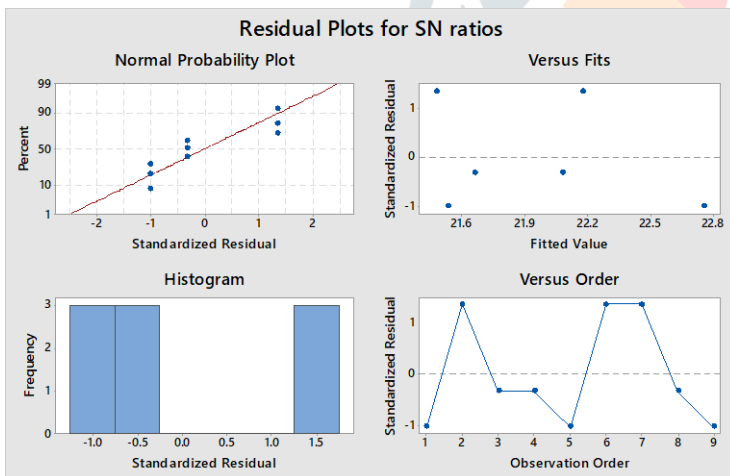 Residual Plots for SN ratios
Normal Probability Plot
99
90
50
10
1
Percent
-2 -1 0 1 2
Standardized Residual
Versus Fits
1
0
-1
Standardized Residual
21.6 21.9 22.2 22.5 22.8
Fitted Value
Histogram
3
2
1
0
Frequency
-1.0 -0.5 0.0 0.5 1.0 1.5
Standardized Residual
Versus Order
1
0
-1
Standardized Residual
1 2 3 4 5 6 7 8 9
Observation Order